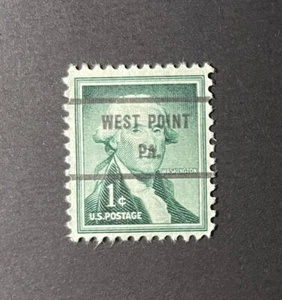 WEST POINT
PA.
WASHINGTON
1¢
U.S. POSTAGE